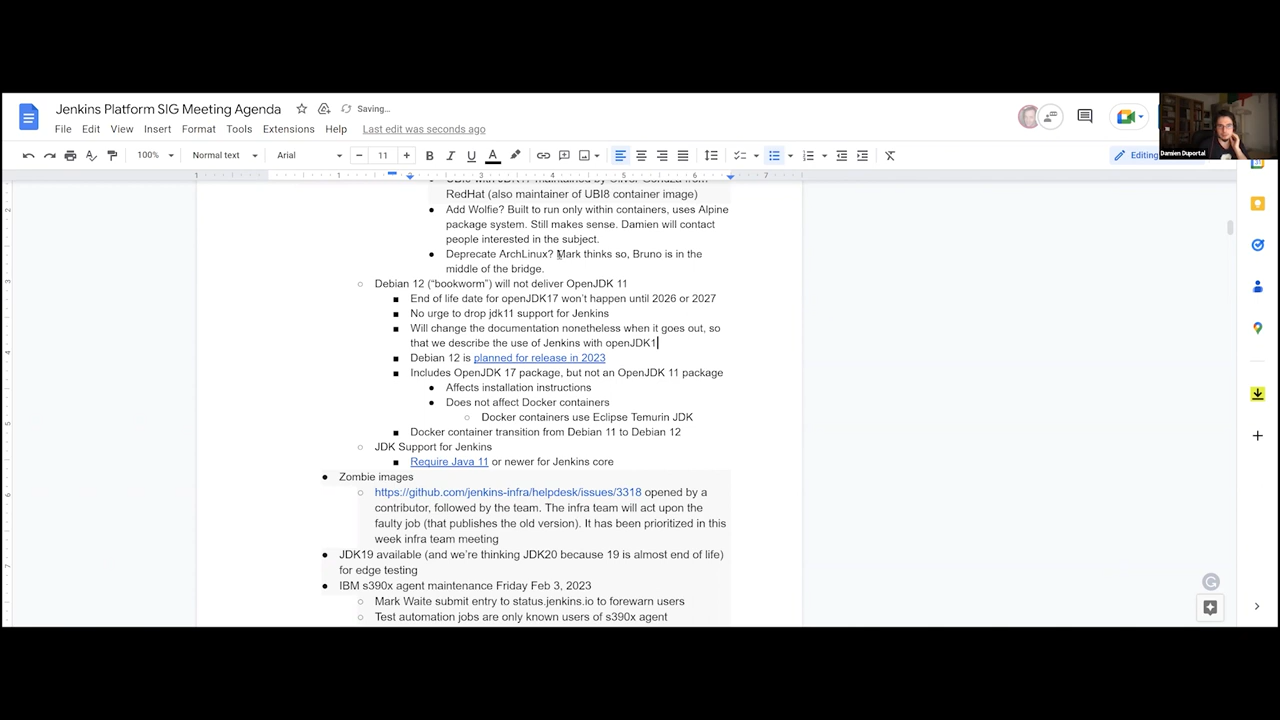 Jenkins Platform SIG Meeting Agenda
Saving...
File Edit View Insert Format Tools Extensions Help Last edit was seconds ago
100% Normal text Arial 11 Editing
Damien Duportal
1 1 2 3 4 5 6 7
RedHat (also maintainer of UBI8 container image)
Add Wolfie? Built to run only within containers, uses Alpine
package system. Still makes sense. Damien will contact
people interested in the subject.
Deprecate ArchLinux? Mark thinks so, Bruno is in the
middle of the bridge.
Debian 12 (“bookworm”) will not deliver OpenJDK 11
End of life date for openJDK17 won’t happen until 2026 or 2027
No urge to drop jdk11 support for Jenkins
Will change the documentation nonetheless when it goes out, so
that we describe the use of Jenkins with openJDK1
Debian 12 is planned for release in 2023
Includes OpenJDK 17 package, but not an OpenJDK 11 package
Affects installation instructions
Does not affect Docker containers
Docker containers use Eclipse Temurin JDK
Docker container transition from Debian 11 to Debian 12
JDK Support for Jenkins
Require Java 11 or newer for Jenkins core
Zombie images
https://github.com/jenkins-infra/helpdesk/issues/3318 opened by a
contributor, followed by the team. The infra team will act upon the
faulty job (that publishes the old version). It has been prioritized in this
week infra team meeting
JDK19 available (and we’re thinking JDK20 because 19 is almost end of life)
for edge testing
IBM s390x agent maintenance Friday Feb 3, 2023
Mark Waite submit entry to status.jenkins.io to forewarn users
Test automation jobs are only known users of s390x agent